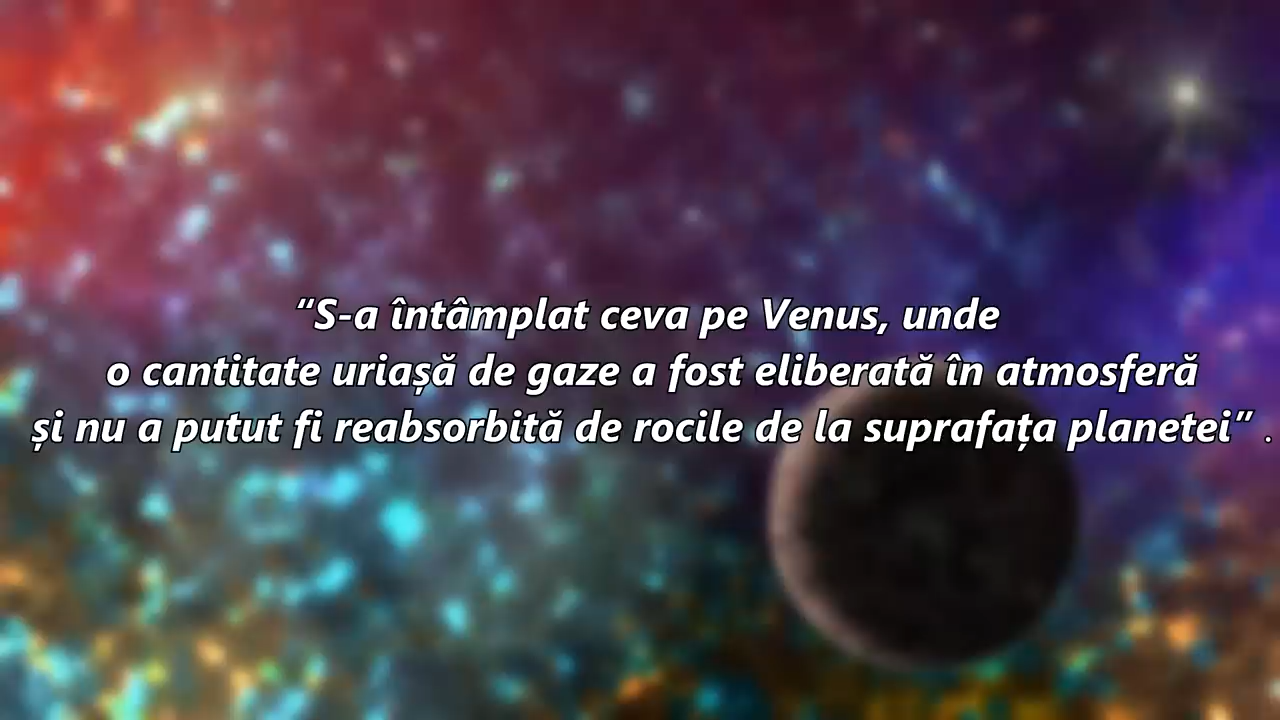 “S-a întâmplat ceva pe Venus, unde
o cantitate uriașă de gaze a fost eliberată în atmosferă
și nu a putut fi reabsorbită de rocile de la suprafața planetei” .